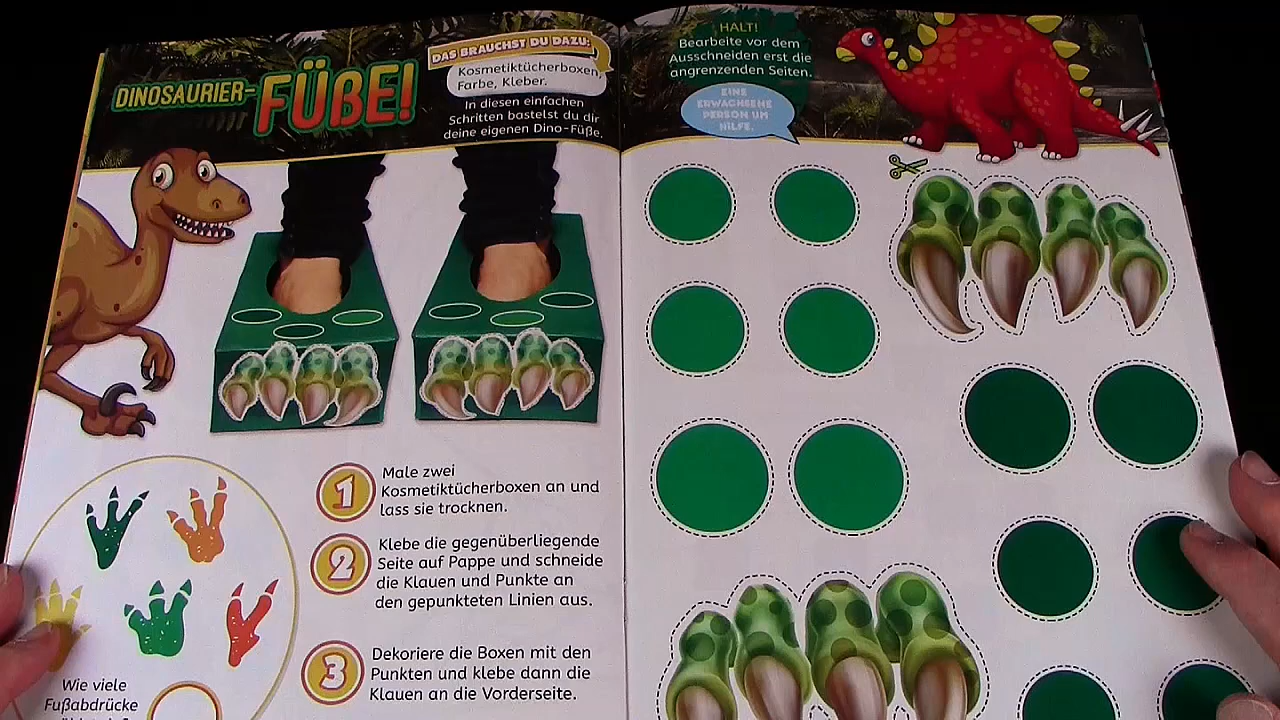 DINOSAURIER-
FÜßE!
DAS BRAUCHST DU DAZU:
Kosmetiktücherboxen,
Farbe, Kleber.
In diesen einfachen
Schritten bastelst du dir
deine eigenen Dino-Füße.
1
Male zwei
Kosmetiktücherboxen an und
lass sie trocknen.
2
Klebe die gegenüberliegende
Seite auf Pappe und schneide
die Klauen und Punkte an
den gepunkteten Linien aus.
3
Dekoriere die Boxen mit den
Punkten und klebe dann die
Klauen an die Vorderseite.
Wie viele
Fußabdrücke
HALT!
Bearbeite vor dem
Ausschneiden erst die
angrenzenden Seiten.
EINE
ERWACHSENE
PERSON UM
HILFE.